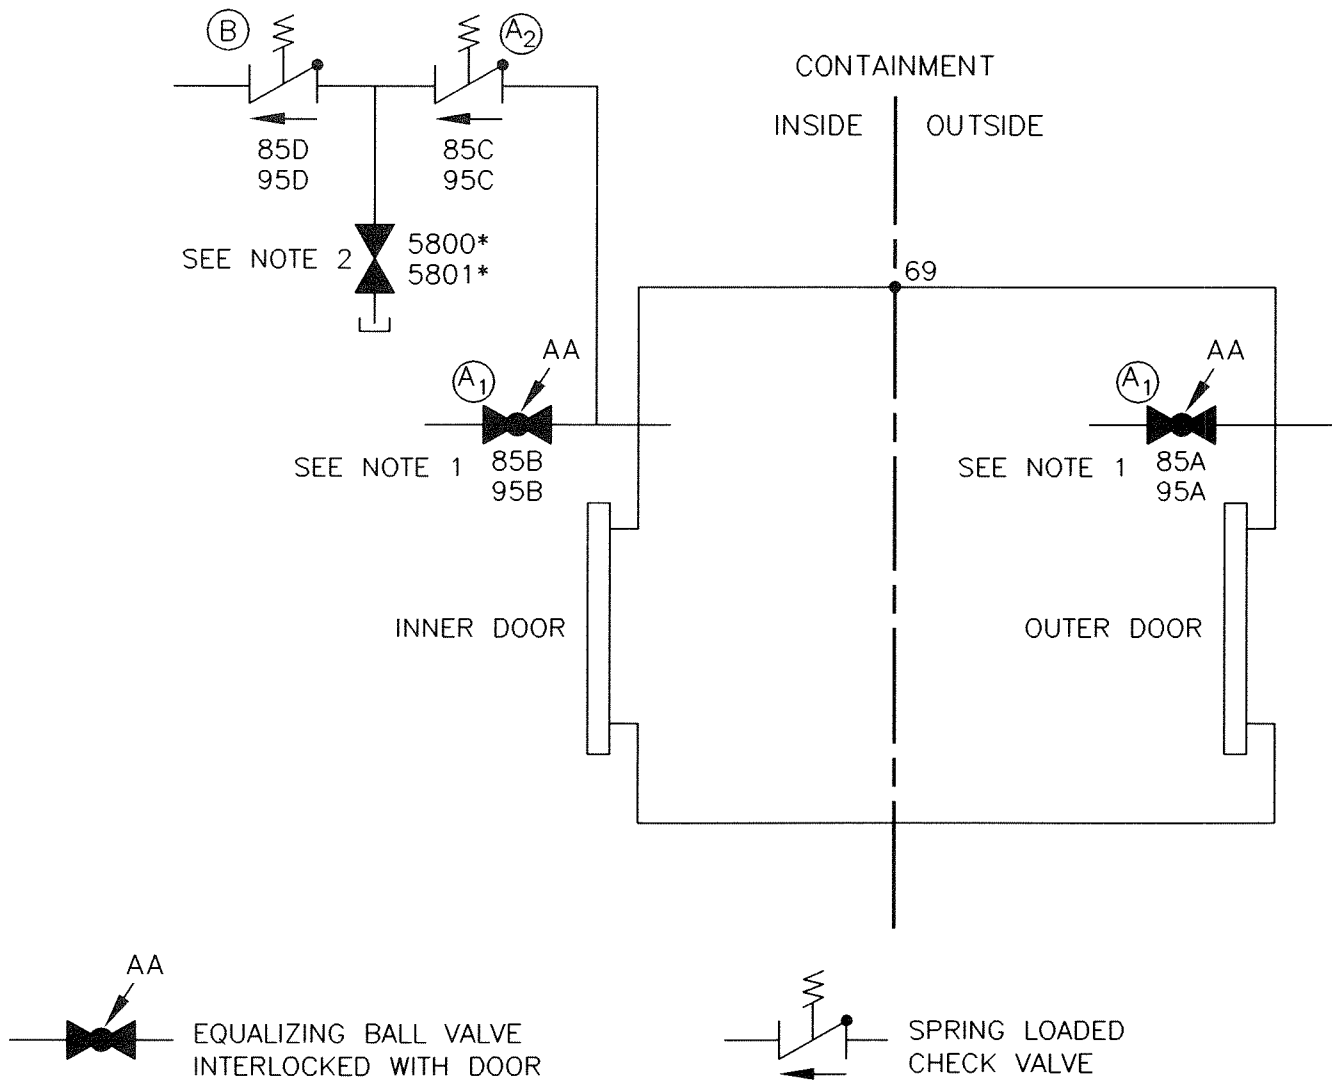 B
A2
CONTAINMENT
INSIDE OUTSIDE
85D
95D
85C
95C
SEE NOTE 2
5800*
5801*
69
A1
AA
A1
AA
SEE NOTE 1
85B
95B
SEE NOTE 1
85A
95A
INNER DOOR
OUTER DOOR
AA
EQUALIZING BALL VALVE
INTERLOCKED WITH DOOR
SPRING LOADED
CHECK VALVE